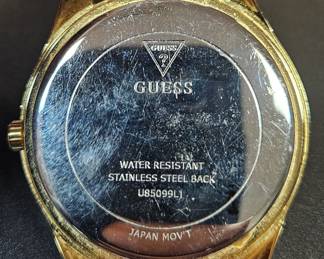 GUESS
?
GUESS
WATER RESISTANT
STAINLESS STEEL BACK
U85099L1
JAPAN MOV'T